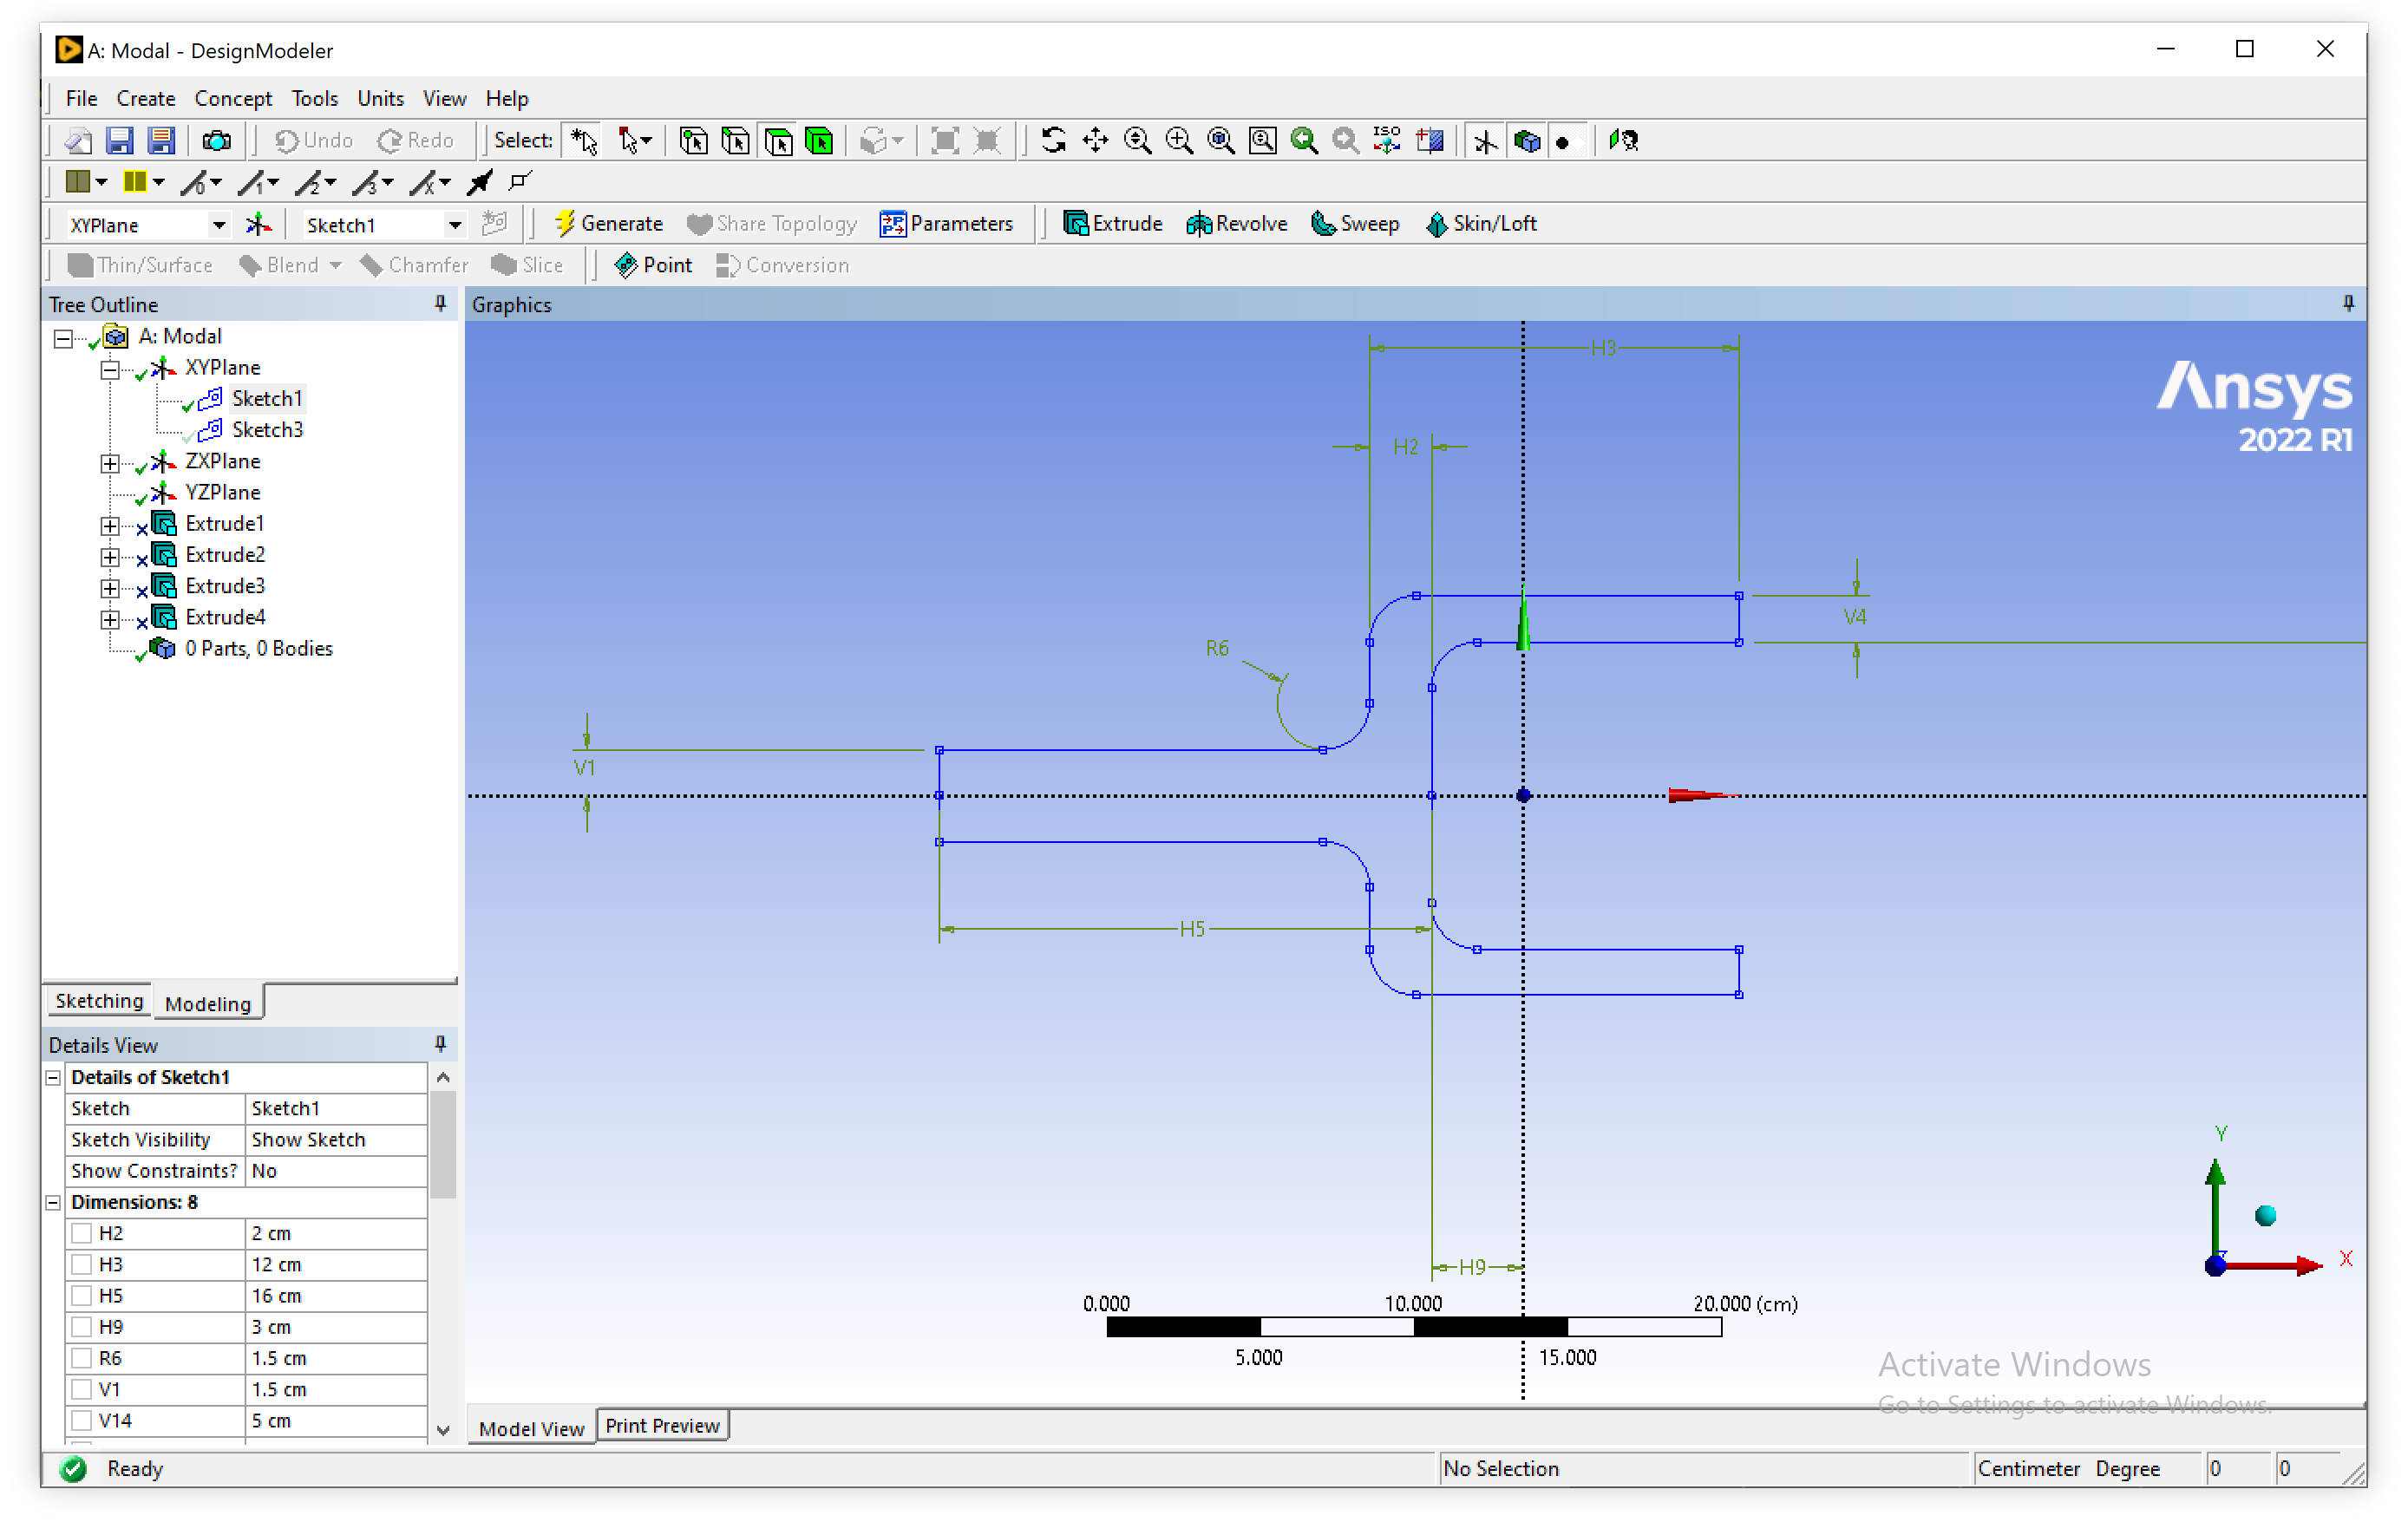 A: Modal - DesignModeler
File Create Concept Tools Units View Help
Undo Redo Select: ISO
0 1 2 3 x
XYPlane Sketch1 Generate Share Topology Parameters Extrude Revolve Sweep Skin/Loft
Thin/Surface Blend Chamfer Slice Point Conversion
Tree Outline
A: Modal
XYPlane
Sketch1
Sketch3
ZXPlane
YZPlane
Extrude1
Extrude2
Extrude3
Extrude4
0 Parts, 0 Bodies
Sketching Modeling
Details View
Details of Sketch1
Sketch Sketch1
Sketch Visibility Show Sketch
Show Constraints? No
Dimensions: 8
H2 2 cm
H3 12 cm
H5 16 cm
H9 3 cm
R6 1.5 cm
V1 1.5 cm
V14 5 cm
Graphics
H3
Ansys
2022 R1
H2
V4
R6
V1
H5
H9
Y
Z
X
0.000 10.000 20.000 (cm)
5.000 15.000
Activate Windows
Go to Settings to activate Windows.
Model View Print Preview
Ready No Selection Centimeter Degree 0 0